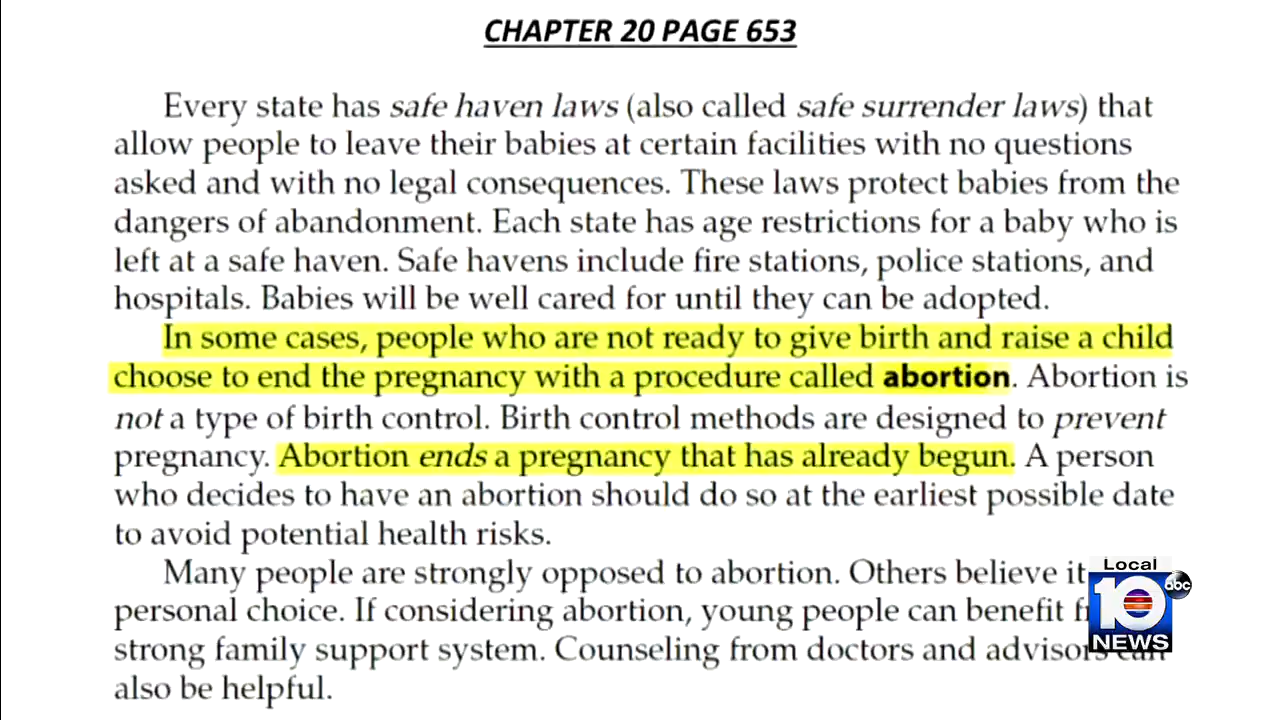 CHAPTER 20 PAGE 653
Every state has safe haven laws (also called safe surrender laws) that
allow people to leave their babies at certain facilities with no questions
asked and with no legal consequences. These laws protect babies from the
dangers of abandonment. Each state has age restrictions for a baby who is
left at a safe haven. Safe havens include fire stations, police stations, and
hospitals. Babies will be well cared for until they can be adopted.
In some cases, people who are not ready to give birth and raise a child
choose to end the pregnancy with a procedure called abortion. Abortion is
not a type of birth control. Birth control methods are designed to prevent
pregnancy. Abortion ends a pregnancy that has already begun. A person
who decides to have an abortion should do so at the earliest possible date
to avoid potential health risks.
Many people are strongly opposed to abortion. Others believe it
personal choice. If considering abortion, young people can benefit
strong family support system. Counseling from doctors and advisors can
also be helpful.
Local
10
abc
NEWS